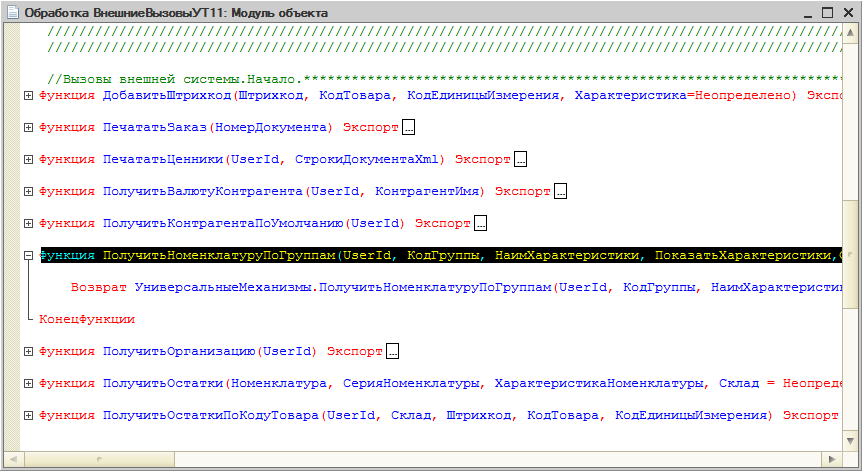 Обработка ВнешниеВызовыУТ11: Модуль объекта
////////////////////////////////////////////////////////////////////////////////////////////////////
////////////////////////////////////////////////////////////////////////////////////////////////////
//Вызовы внешней системы.Начало.********************************************************************
Функция ДобавитьШтрихкод(Штрихкод, КодТовара, КодЕдиницыИзмерения, Характеристика=Неопределено) Экспо
Функция ПечататьЗаказ(НомерДокумента) Экспорт ...
Функция ПечататьЦенники(UserId, СтрокиДокументаXml) Экспорт ...
Функция ПолучитьВалютуКонтрагента(UserId, КонтрагентИмя) Экспорт ...
Функция ПолучитьКонтрагентаПоУмолчанию(UserId) Экспорт ...
Функция ПолучитьНоменклатуруПоГруппам(UserId, КодГруппы, НаимХарактеристики, ПоказатьХарактеристики,
Возврат УниверсальныеМеханизмы.ПолучитьНоменклатуруПоГруппам(UserId, КодГруппы, НаимХарактеристи
КонецФункции
Функция ПолучитьОрганизацию(UserId) Экспорт ...
Функция ПолучитьОстатки(Номенклатура, СерияНоменклатуры, ХарактеристикаНоменклатуры, Склад = Неопреде
Функция ПолучитьОстаткиПоКодуТовара(UserId, Склад, Штрихкод, КодТовара, КодЕдиницыИзмерения) Экспорт